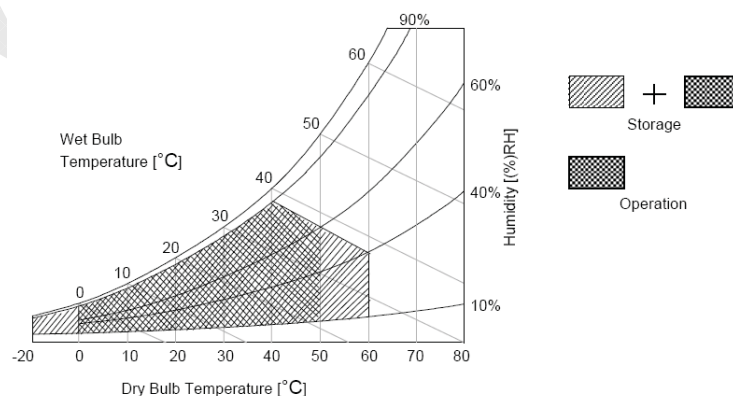 90%
60
60%
50
Wet Bulb
Temperature [°C]
40
40%
30
20
10
0
10%
Humidity [(%)RH]
-20 0 10 20 30 40 50 60 80
Dry Bulb Temperature [°C]
+
Storage
Operation